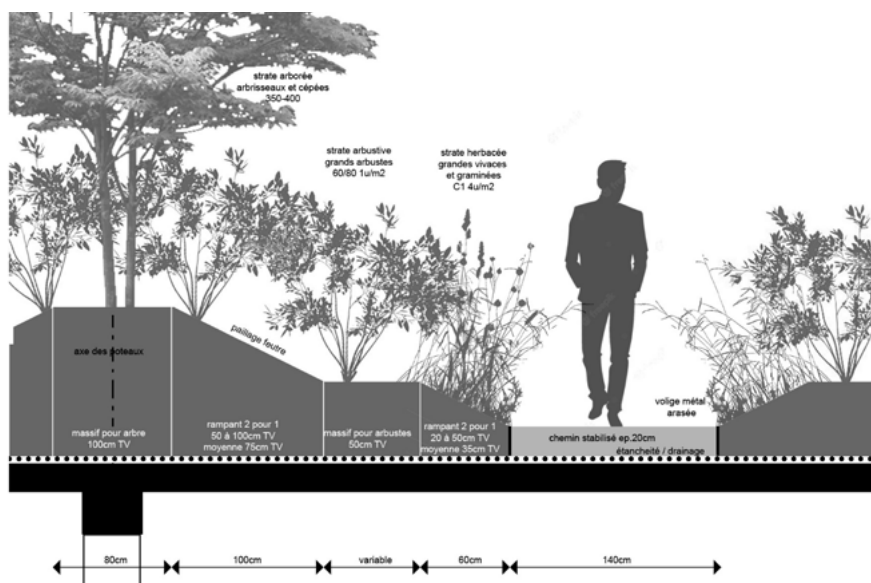 strate arborée
arbrisseaux et cépées
350-400
strate arbustive
grands arbustes
60/80 1u/m2
strate herbacée
grandes vivaces
et graminées
C1 4u/m2
paillage feutre
axe des poteaux
volige métal
arasée
massif pour arbre
100cm TV
rampant 2 pour 1
50 à 100cm TV
moyenne 75cm TV
massif pour arbustes
50cm TV
rampant 2 pour 1
20 à 50cm TV
moyenne 35cm TV
chemin stabilisé ep.20cm
étancheité / drainage
80cm
100cm
variable
60cm
140cm